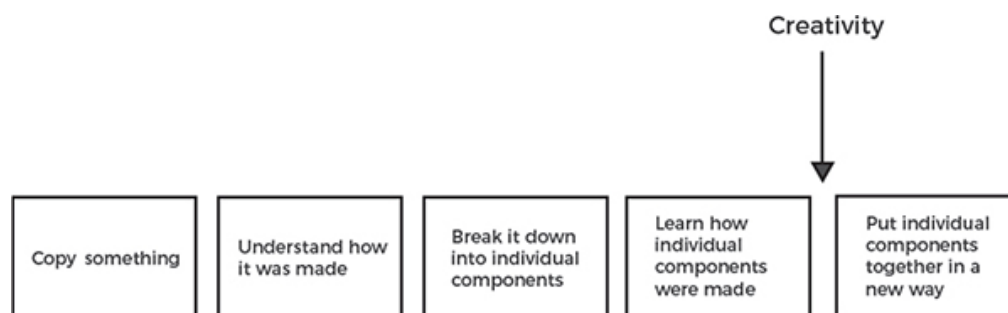 Creativity
Copy something
Understand how
it was made
Break it down
into individual
components
Learn how
individual
components
were made
Put individual
components
together in a
new way